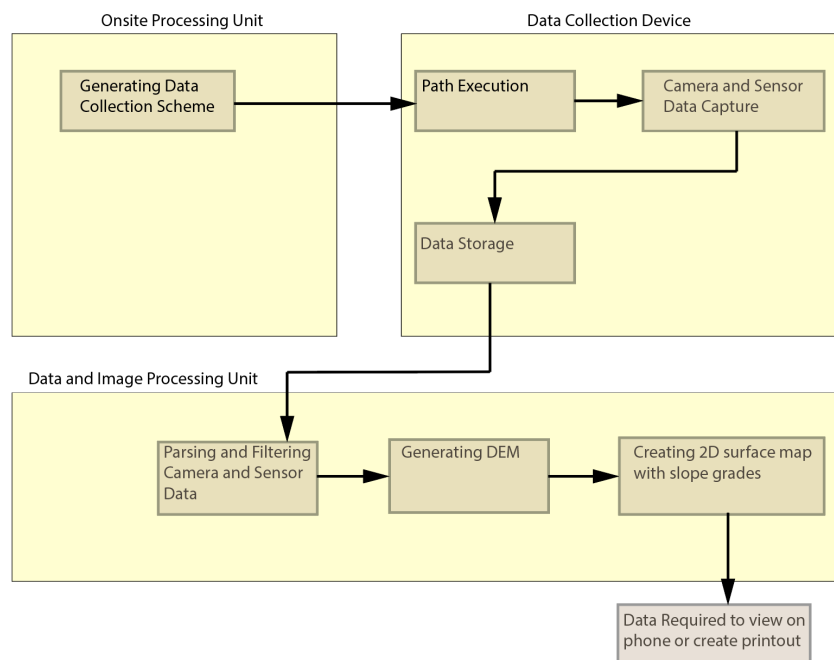 Onsite Processing Unit
Data Collection Device
Generating Data
Collection Scheme
Path Execution
Camera and Sensor
Data Capture
Data Storage
Data and Image Processing Unit
Parsing and Filtering
Camera and Sensor
Data
Generating DEM
Creating 2D surface map
with slope grades
Data Required to view on
phone or create printout